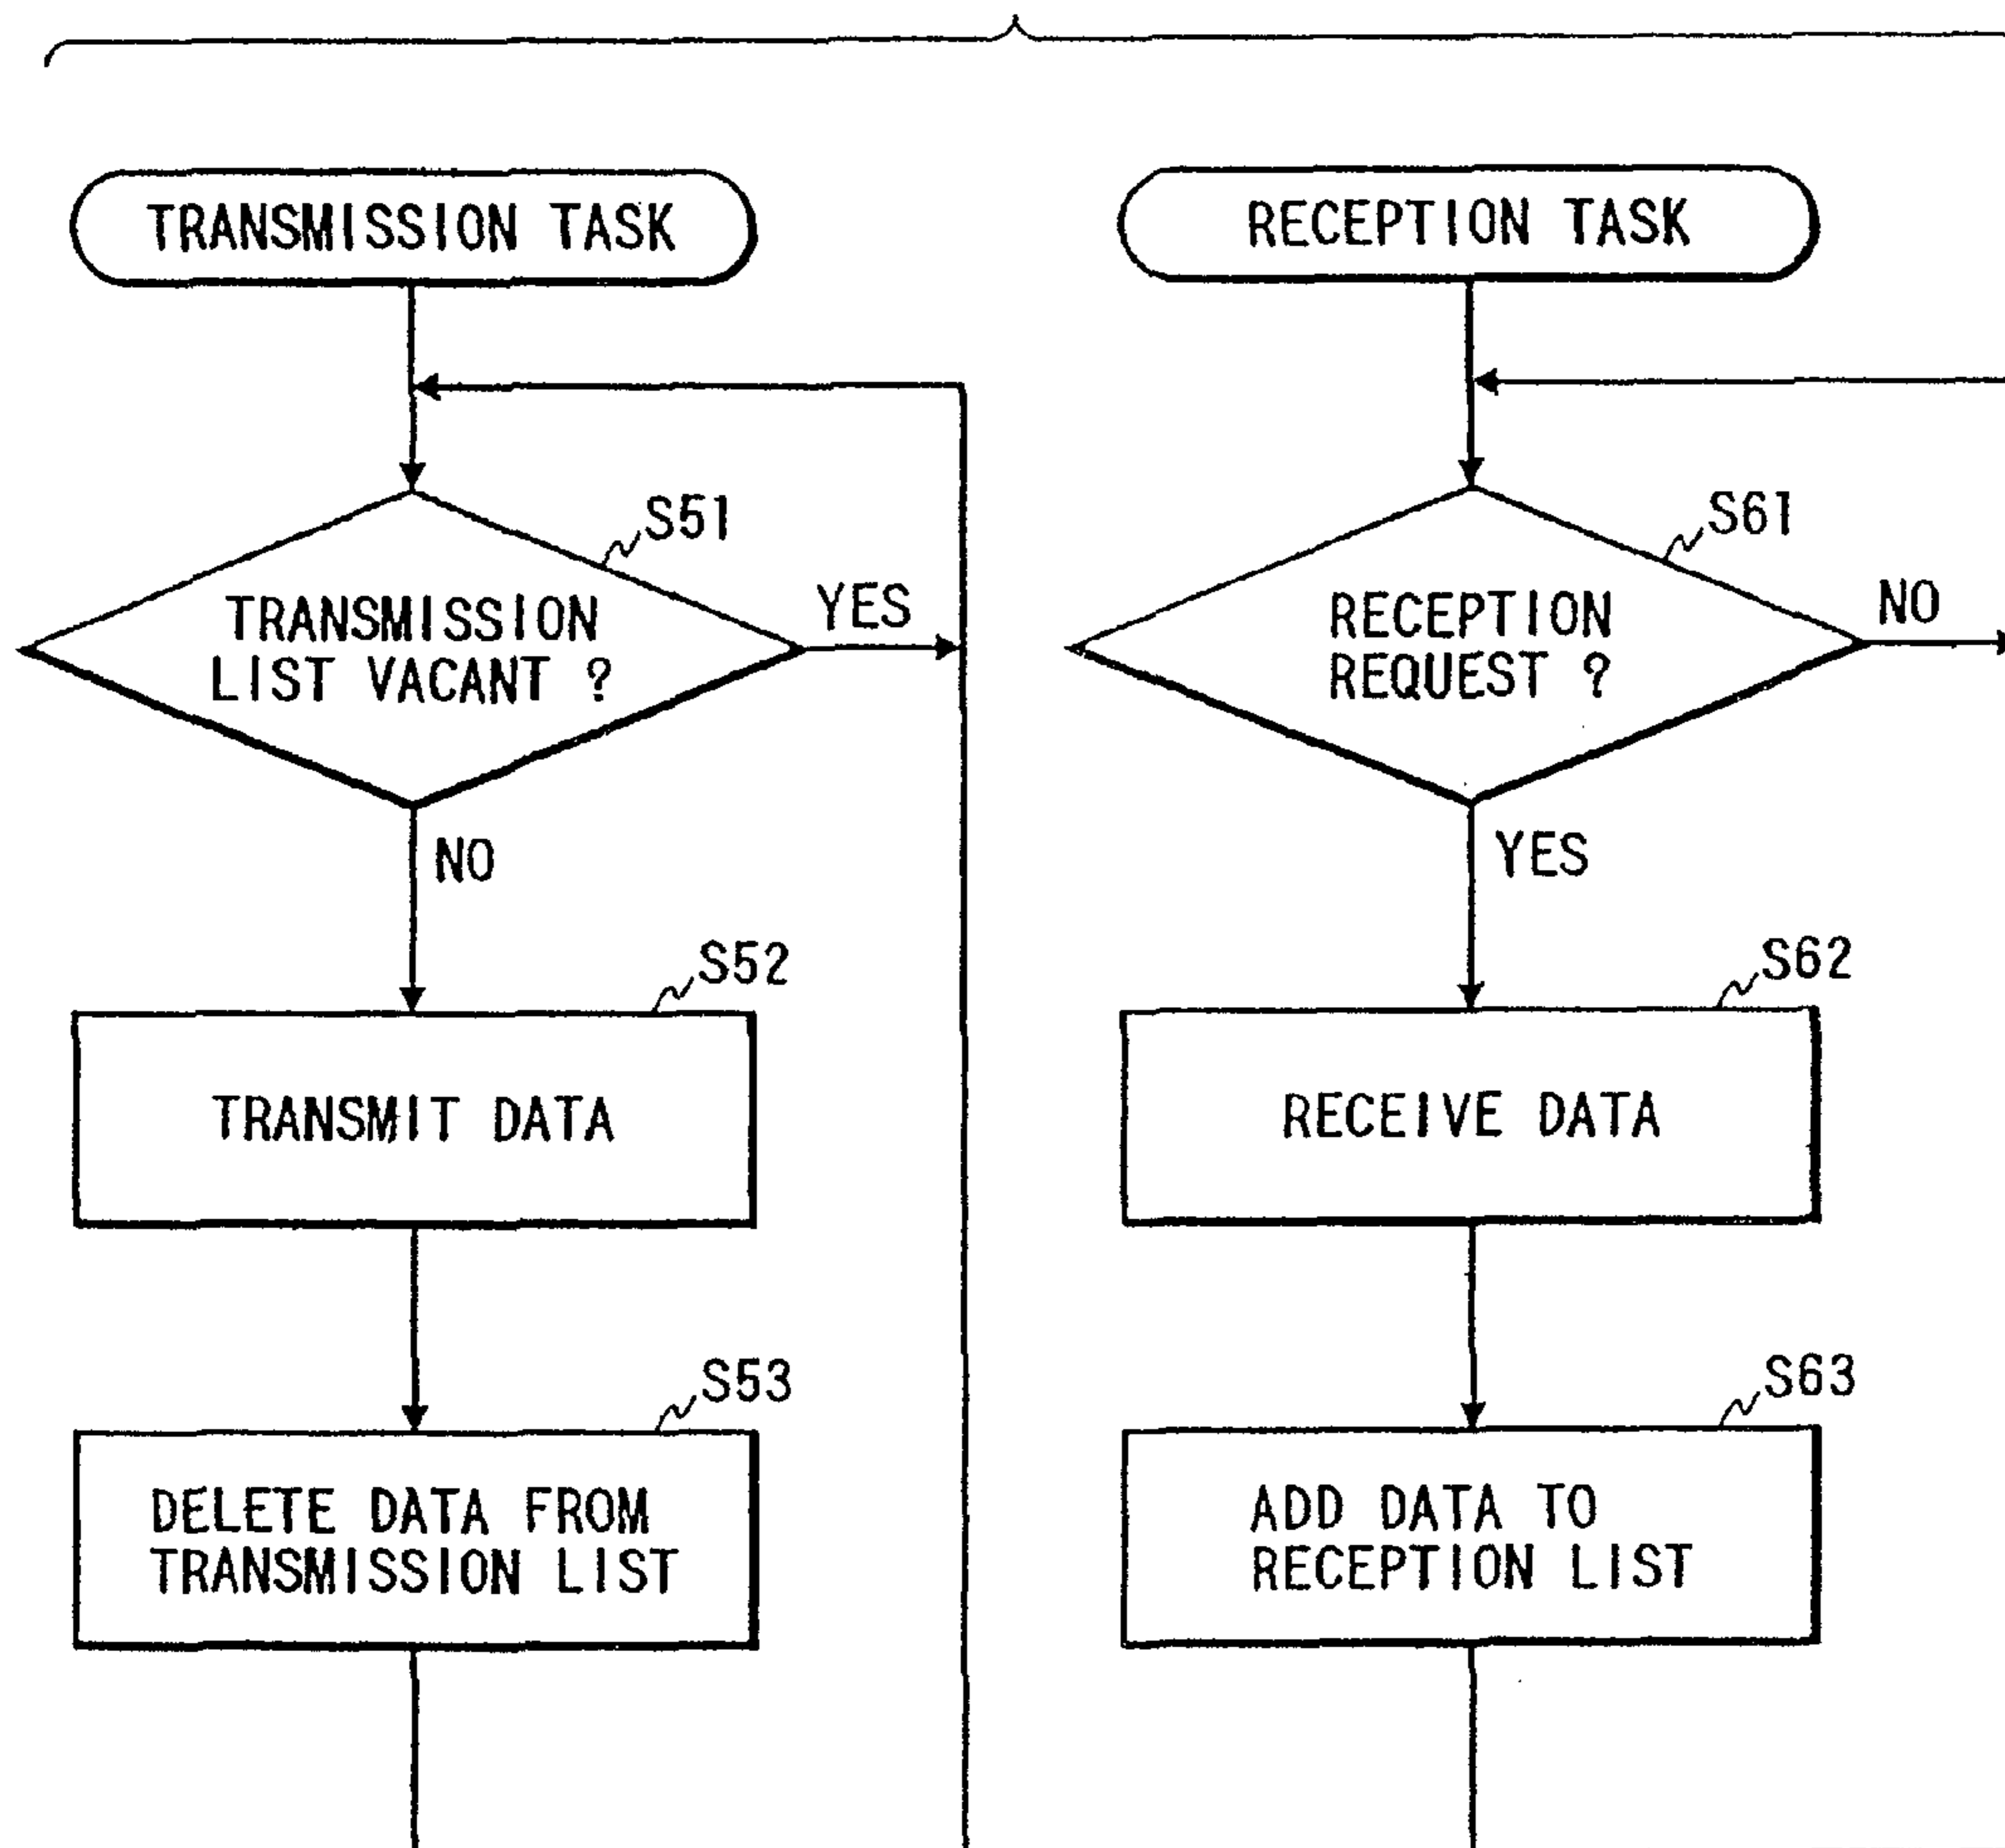 TRANSMISSION TASK
S51
TRANSMISSION
LIST VACANT ?
YES
NO
S52
TRANSMIT DATA
S53
DELETE DATA FROM
TRANSMISSION LIST
RECEPTION TASK
S61
RECEPTION
REQUEST ?
NO
YES
S62
RECEIVE DATA
S63
ADD DATA TO
RECEPTION LIST